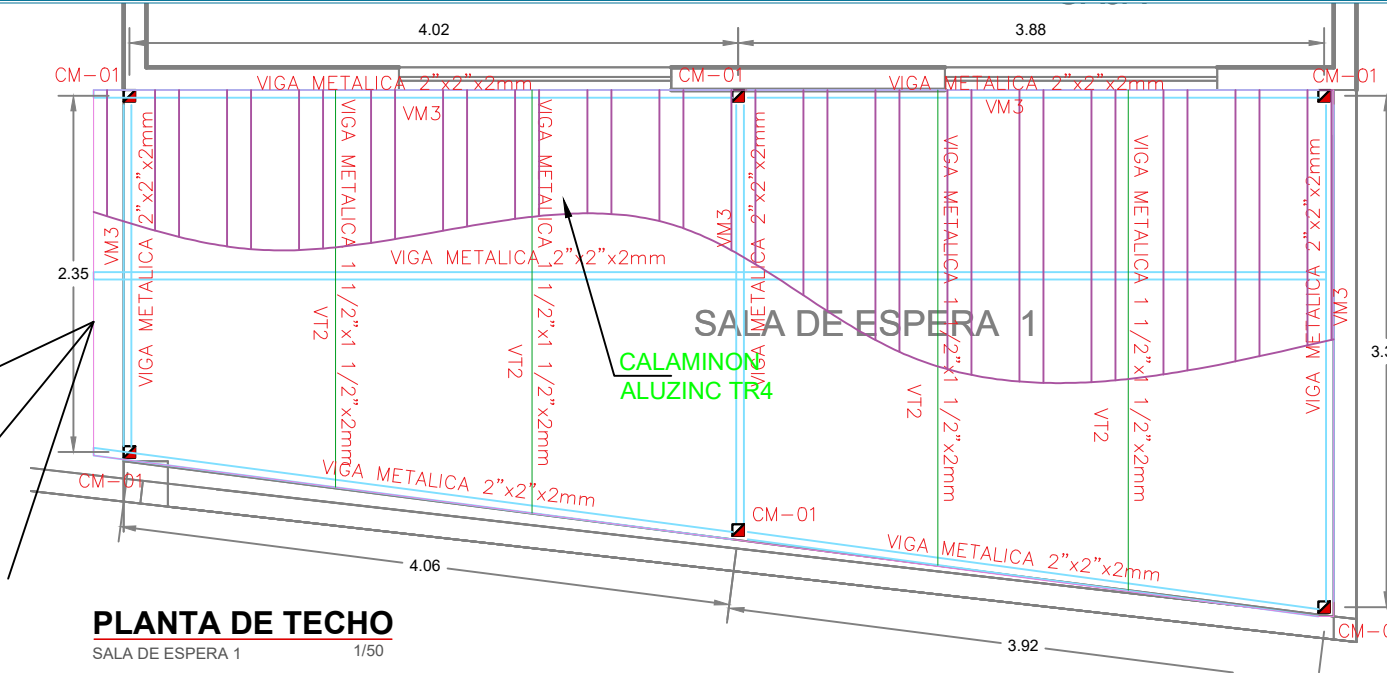 4.02
3.88
CM-01
VIGA METALICA 2"x2"x2mm
CM-01
VIGA METALICA 2"x2"x2mm
CM-01
VM3
VM3
VIGA METALICA 2"x2"x2mm
VIGA METALICA 1 1/2"x1 1/2"x2mm
VIGA METALICA 1 1/2"x1 1/2"x2mm
VIGA METALICA 2"x2"x2mm
VIGA METALICA 1 1/2"x1 1/2"x2mm
VIGA METALICA 1 1/2"x1 1/2"x2mm
VIGA METALICA 2"x2"x2mm
VM3
VM3
VM3
VIGA METALICA 2"x2"x2mm
2.35
VT2
VT2
VT2
VT2
SALA DE ESPERA 1
CALAMINON
ALUZINC TR4
CM-01
VIGA METALICA 2"x2"x2mm
CM-01
VIGA METALICA 2"x2"x2mm
4.06
3.92
PLANTA DE TECHO
SALA DE ESPERA 1
1/50